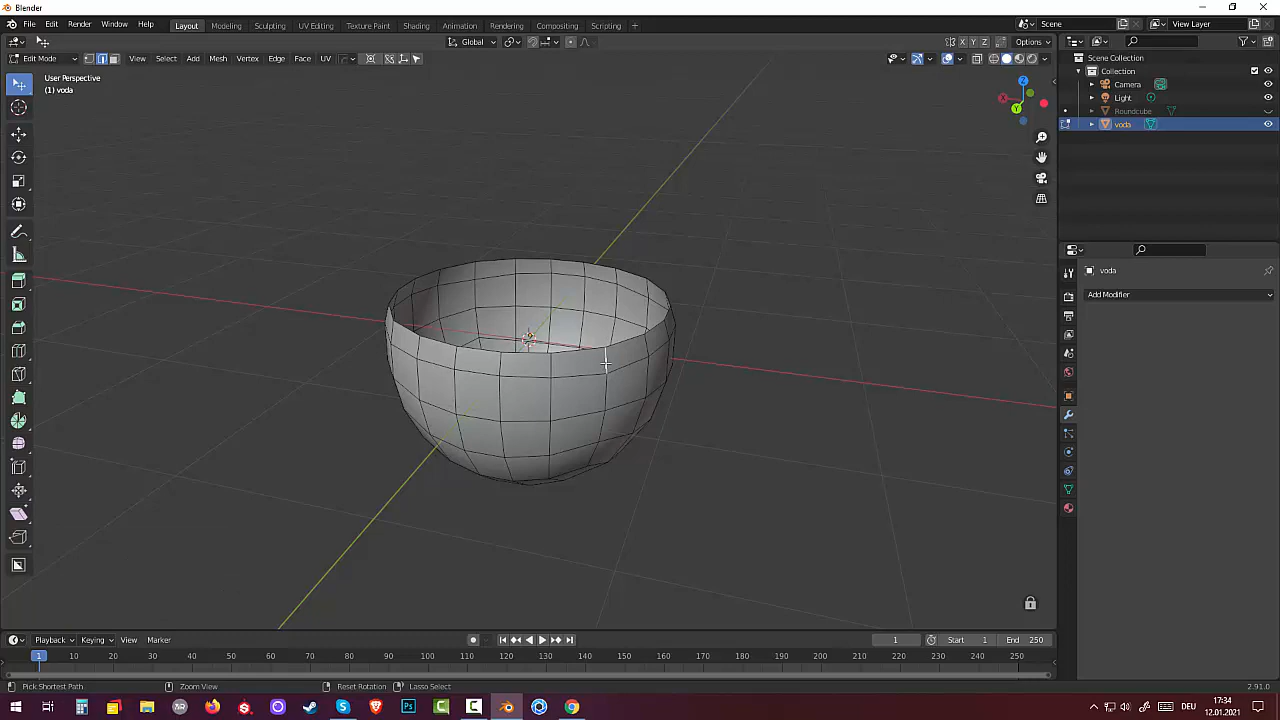 Blender
File Edit Render Window Help Layout Modeling Sculpting UV Editing Texture Paint Shading Animation Rendering Compositing Scripting + Scene View Layer
Global X Y Z Options
Edit Mode View Select Add Mesh Vertex Edge Face UV
User Perspective
(1) voda
Scene Collection
Collection
Camera
Light
Roundcube
voda
Z
X
Y
voda
Add Modifier
Playback Keying View Marker 1 Start 1 End 250
1 10 20 30 40 50 60 70 80 90 100 110 120 130 140 150 160 170 180 190 200 210 220 230 240 250
Pick Shortest Path Zoom View Reset Rotation Lasso Select 2.91.0
DEU 17:34
12.01.2021